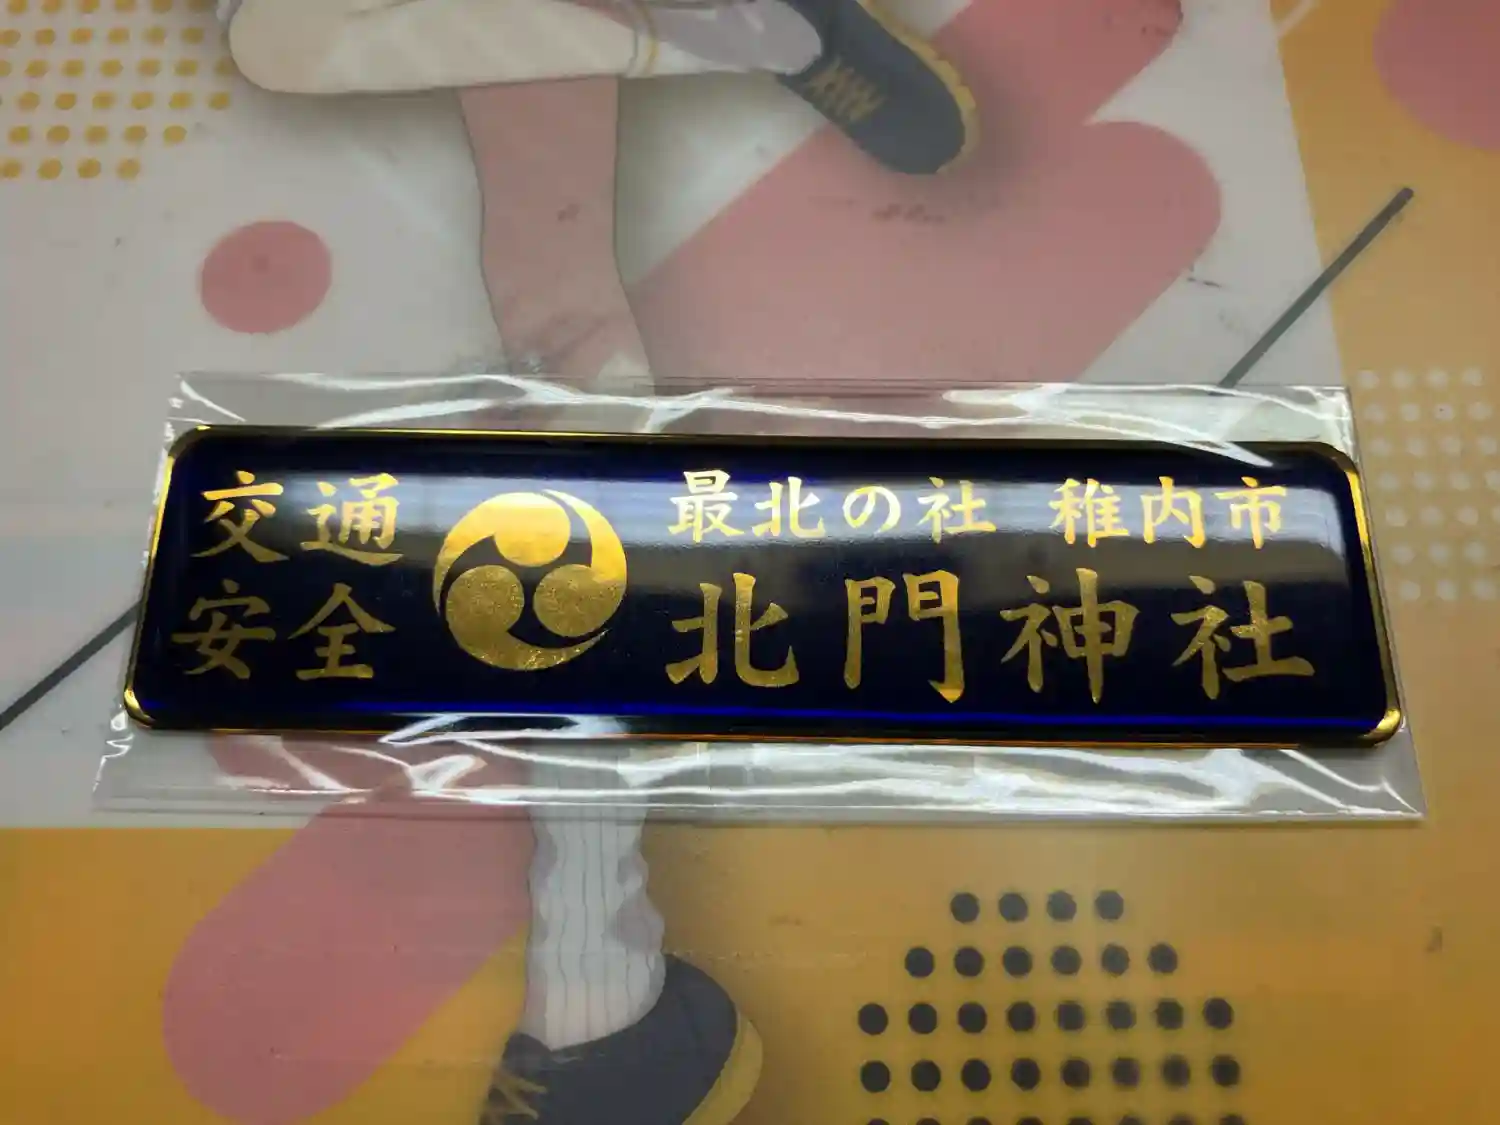 交通
安全
最北の社 稚内市
北門神社